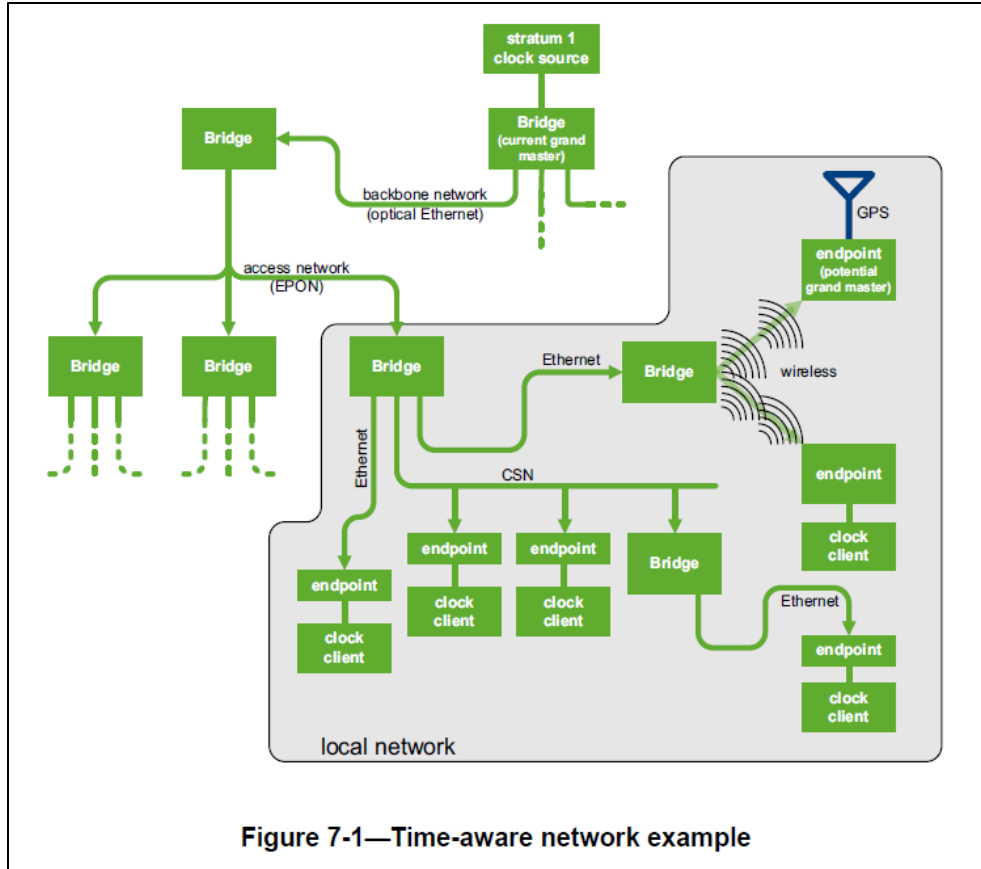 stratum 1
clock source
Bridge
(current grand
master)
Bridge
backbone network
(optical Ethernet)
GPS
endpoint
(potential
grand master)
access network
(EPON)
Bridge
Bridge
Bridge
Ethernet
Bridge
wireless
Ethernet
CSN
endpoint
clock
client
endpoint
clock
client
endpoint
clock
client
endpoint
clock
client
Bridge
Ethernet
endpoint
clock
client
local network
Figure 7-1—Time-aware network example